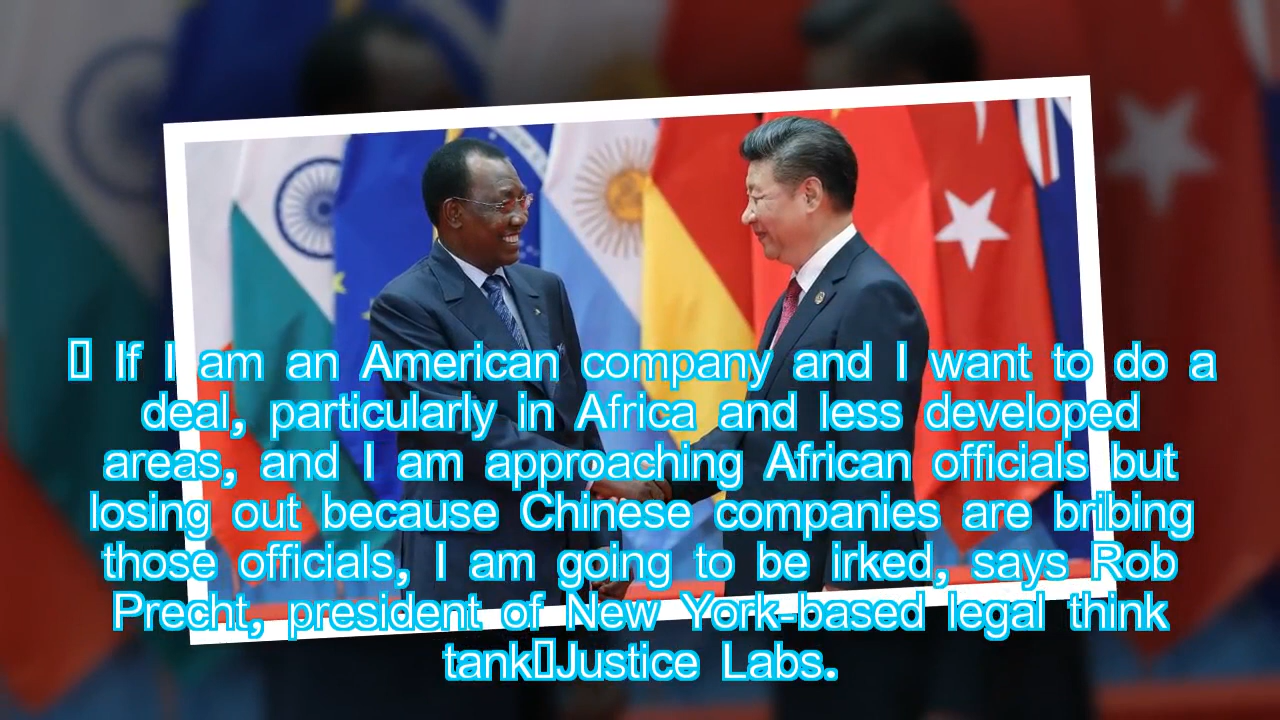 ▯ If I am an American company and I want to do a
deal, particularly in Africa and less developed
areas, and I am approaching African officials but
losing out because Chinese companies are bribing
those officials, I am going to be irked, says Rob
Precht, president of New York-based legal think
tank▯Justice Labs.